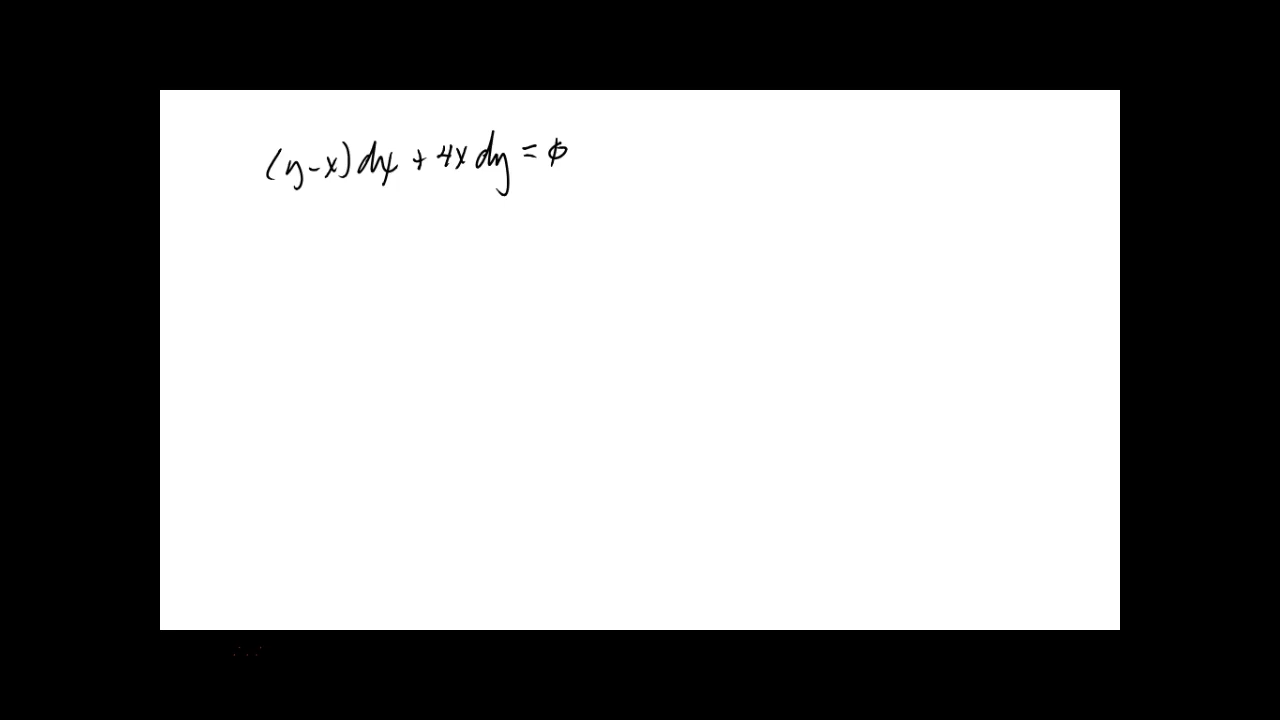 (y-x)dx + 4x dy = 0